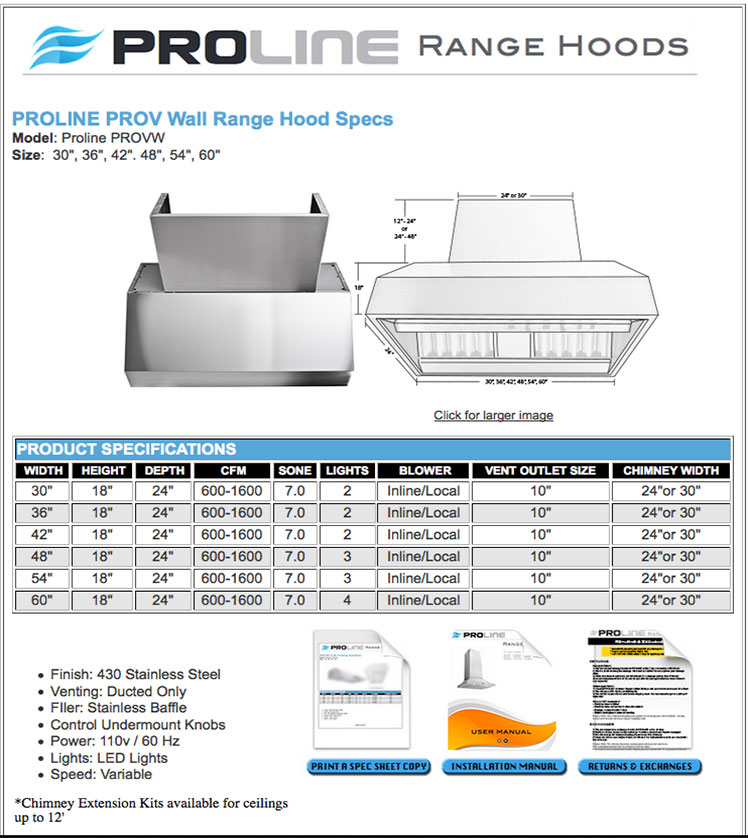 PROLINE RANGE HOODS
PROLINE PROV Wall Range Hood Specs
Model: Proline PROVW
Size: 30", 36", 42". 48", 54", 60"
24" or 30"
12" - 24"
or
24" - 48"
18"
24"
30", 36", 42", 48", 54", 60"
Click for larger image
PRODUCT SPECIFICATIONS
WIDTH HEIGHT DEPTH CFM SONE LIGHTS BLOWER VENT OUTLET SIZE CHIMNEY WIDTH
30" 18" 24" 600-1600 7.0 2 Inline/Local 10" 24"or 30"
36" 18" 24" 600-1600 7.0 2 Inline/Local 10" 24"or 30"
42" 18" 24" 600-1600 7.0 2 Inline/Local 10" 24"or 30"
48" 18" 24" 600-1600 7.0 3 Inline/Local 10" 24"or 30"
54" 18" 24" 600-1600 7.0 3 Inline/Local 10" 24"or 30"
60" 18" 24" 600-1600 7.0 4 Inline/Local 10" 24"or 30"
• Finish: 430 Stainless Steel
• Venting: Ducted Only
• FIler: Stainless Baffle
• Control Undermount Knobs
• Power: 110v / 60 Hz
• Lights: LED Lights
• Speed: Variable
*Chimney Extension Kits available for ceilings
up to 12'
PROLINE RANGE
PRINT A SPEC SHEET COPY
PROLINE RANGE
USER MANUAL
INSTALLATION MANUAL
PROLINE
RETURNS & EXCHANGES